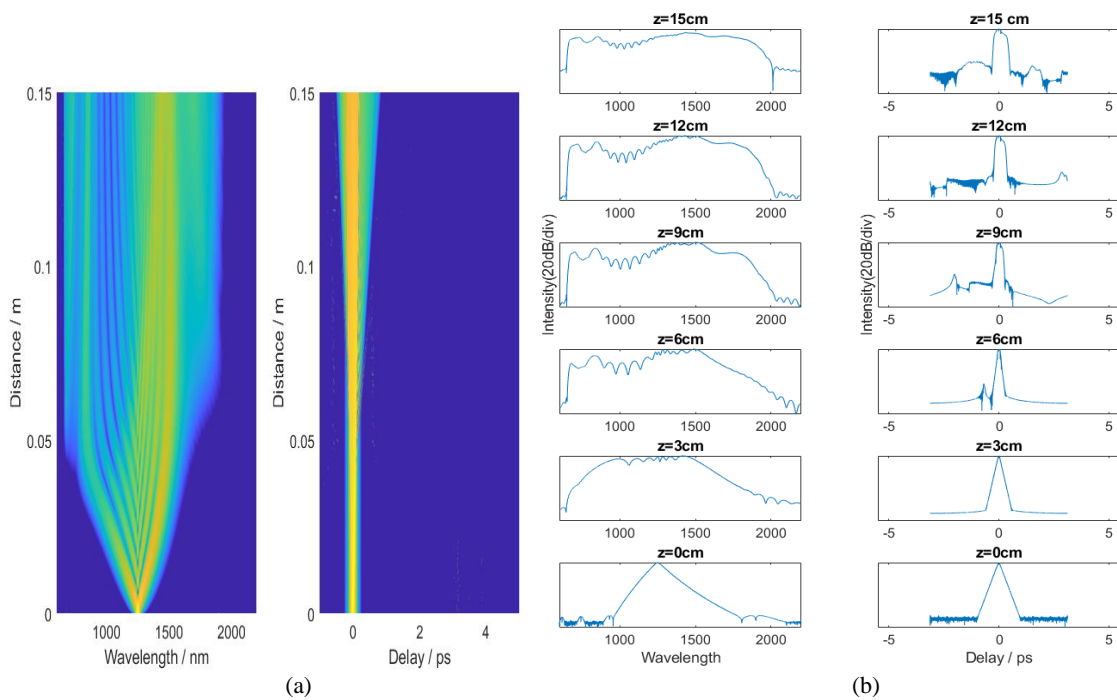 0.15
0.1
0.05
0
Distance / m
1000 1500 2000
Wavelength / nm
0.15
0.1
0.05
0
Distance / m
0 2 4
Delay / ps
(a)
z=15cm
1000 1500 2000
z=12cm
1000 1500 2000
z=9cm
1000 1500 2000
z=6cm
1000 1500 2000
z=3cm
1000 1500 2000
z=0cm
1000 1500 2000
Wavelength
Intensity(20dB/div)
z=15 cm
-5 0 5
z=12cm
-5 0 5
z=9cm
-5 0 5
z=6cm
-5 0 5
z=3cm
-5 0 5
z=0cm
-5 0 5
Delay / ps
Intensity(20dB/div)
(b)